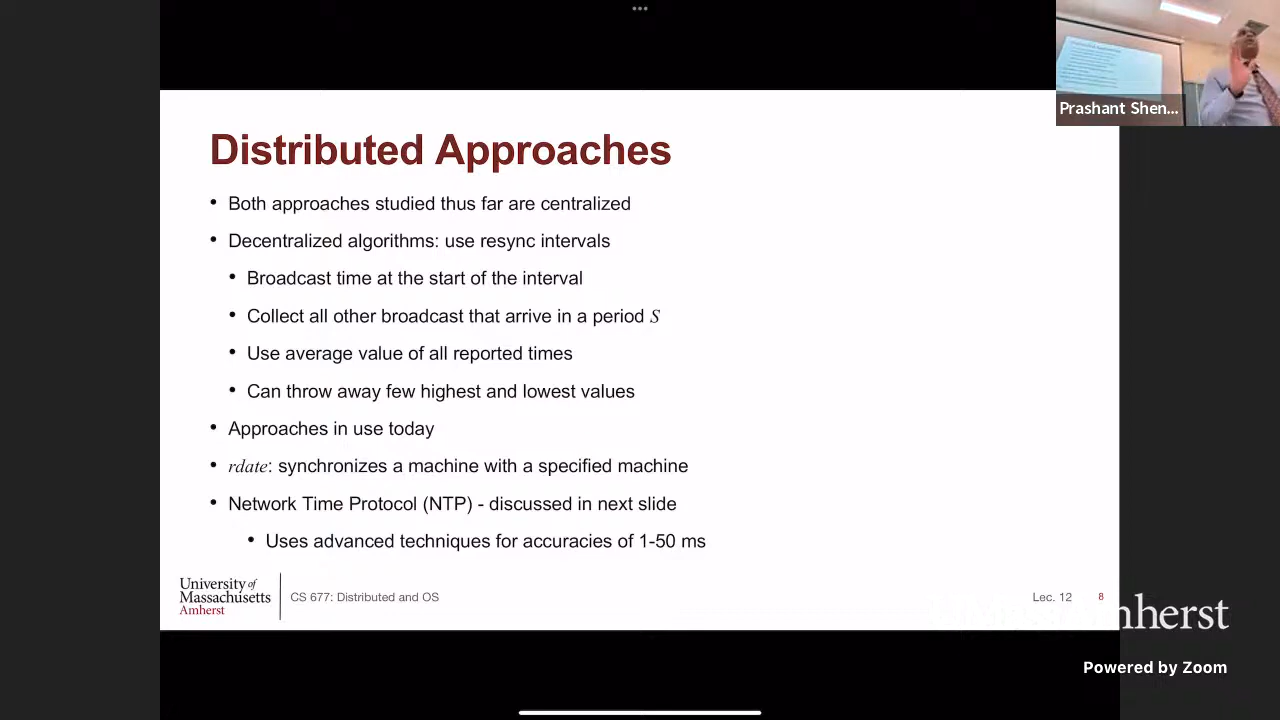 Prashant Shen...
Distributed Approaches
• Both approaches studied thus far are centralized
• Decentralized algorithms: use resync intervals
• Broadcast time at the start of the interval
• Collect all other broadcast that arrive in a period S
• Use average value of all reported times
• Can throw away few highest and lowest values
• Approaches in use today
• rdate: synchronizes a machine with a specified machine
• Network Time Protocol (NTP) - discussed in next slide
• Uses advanced techniques for accuracies of 1-50 ms
University of
Massachusetts
Amherst
CS 677: Distributed and OS
Lec. 12
8
UMassAmherst
Powered by Zoom